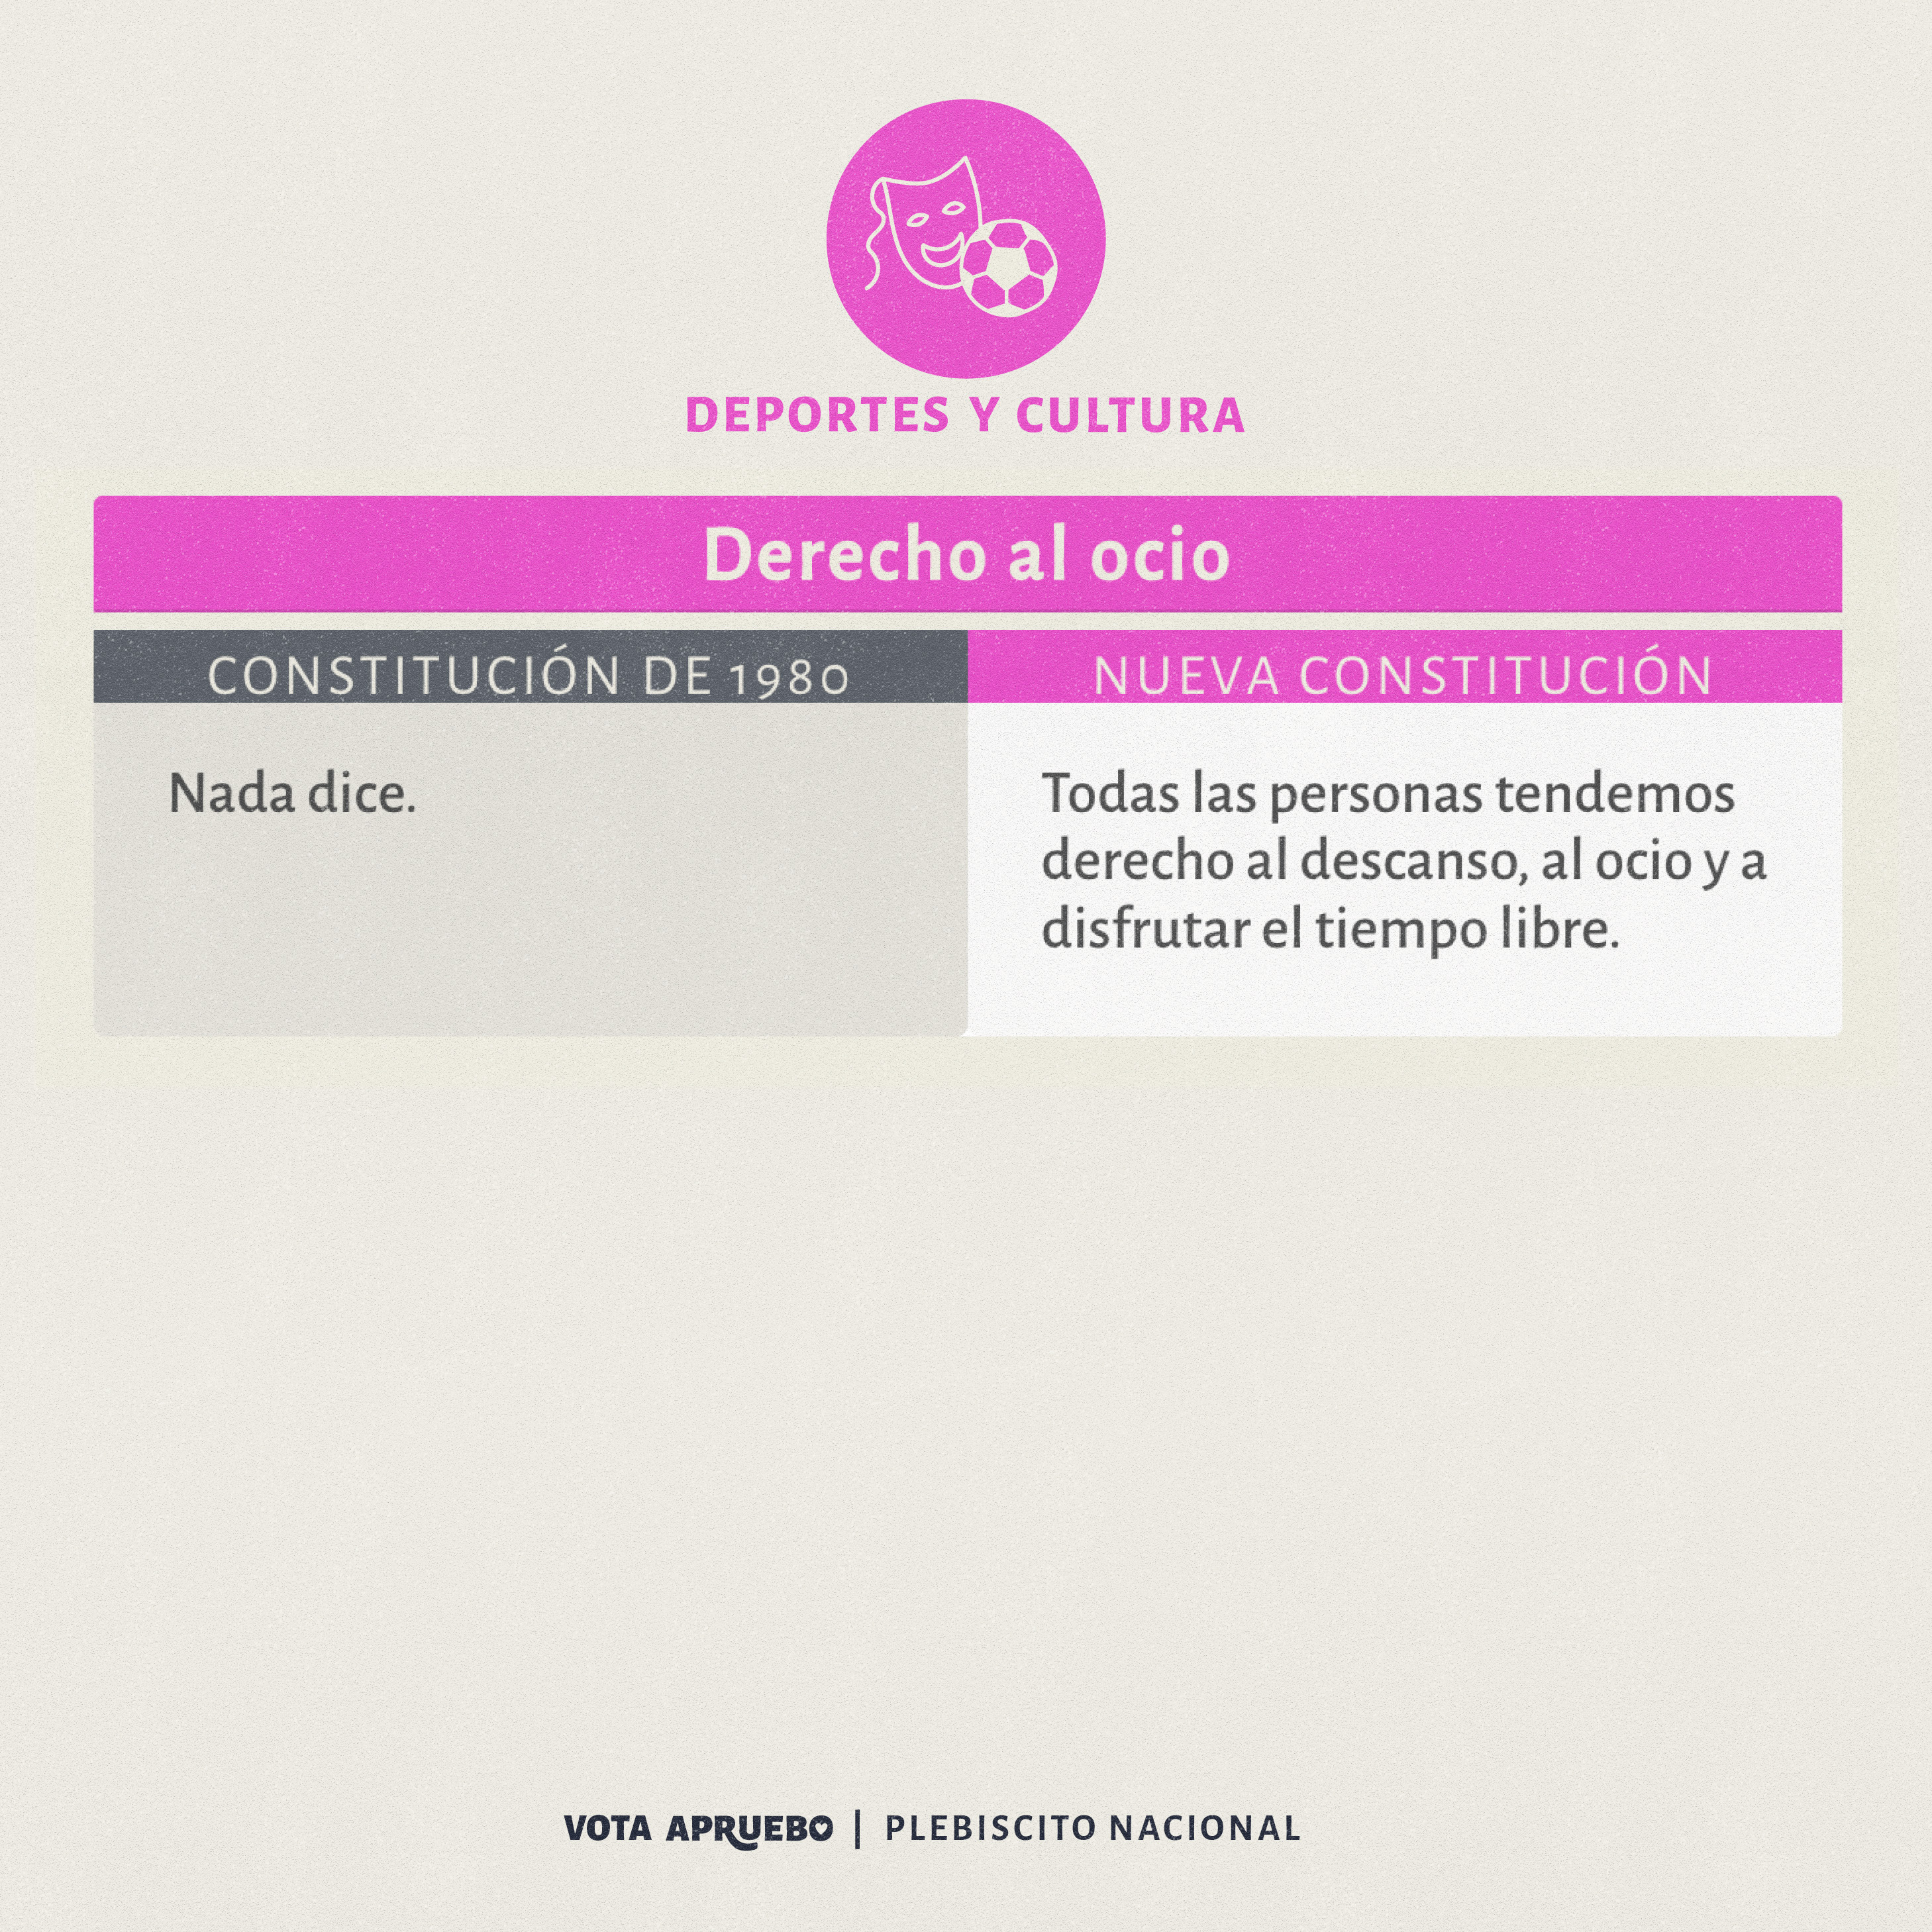 DEPORTES Y CULTURA
Derecho al ocio
CONSTITUCIÓN DE 1980
Nada dice.
NUEVA CONSTITUCIÓN
Todas las personas tendemos
derecho al descanso, al ocio y a
disfrutar el tiempo libre.
VOTA APRUEBO | PLEBISCITO NACIONAL